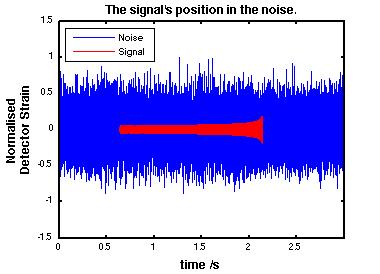 The signal's position in the noise.
Noise
Signal
1.5
1
0.5
0
-0.5
-1
-1.5
Normalised
Detector Strain
0 0.5 1 1.5 2 2.5
time /s